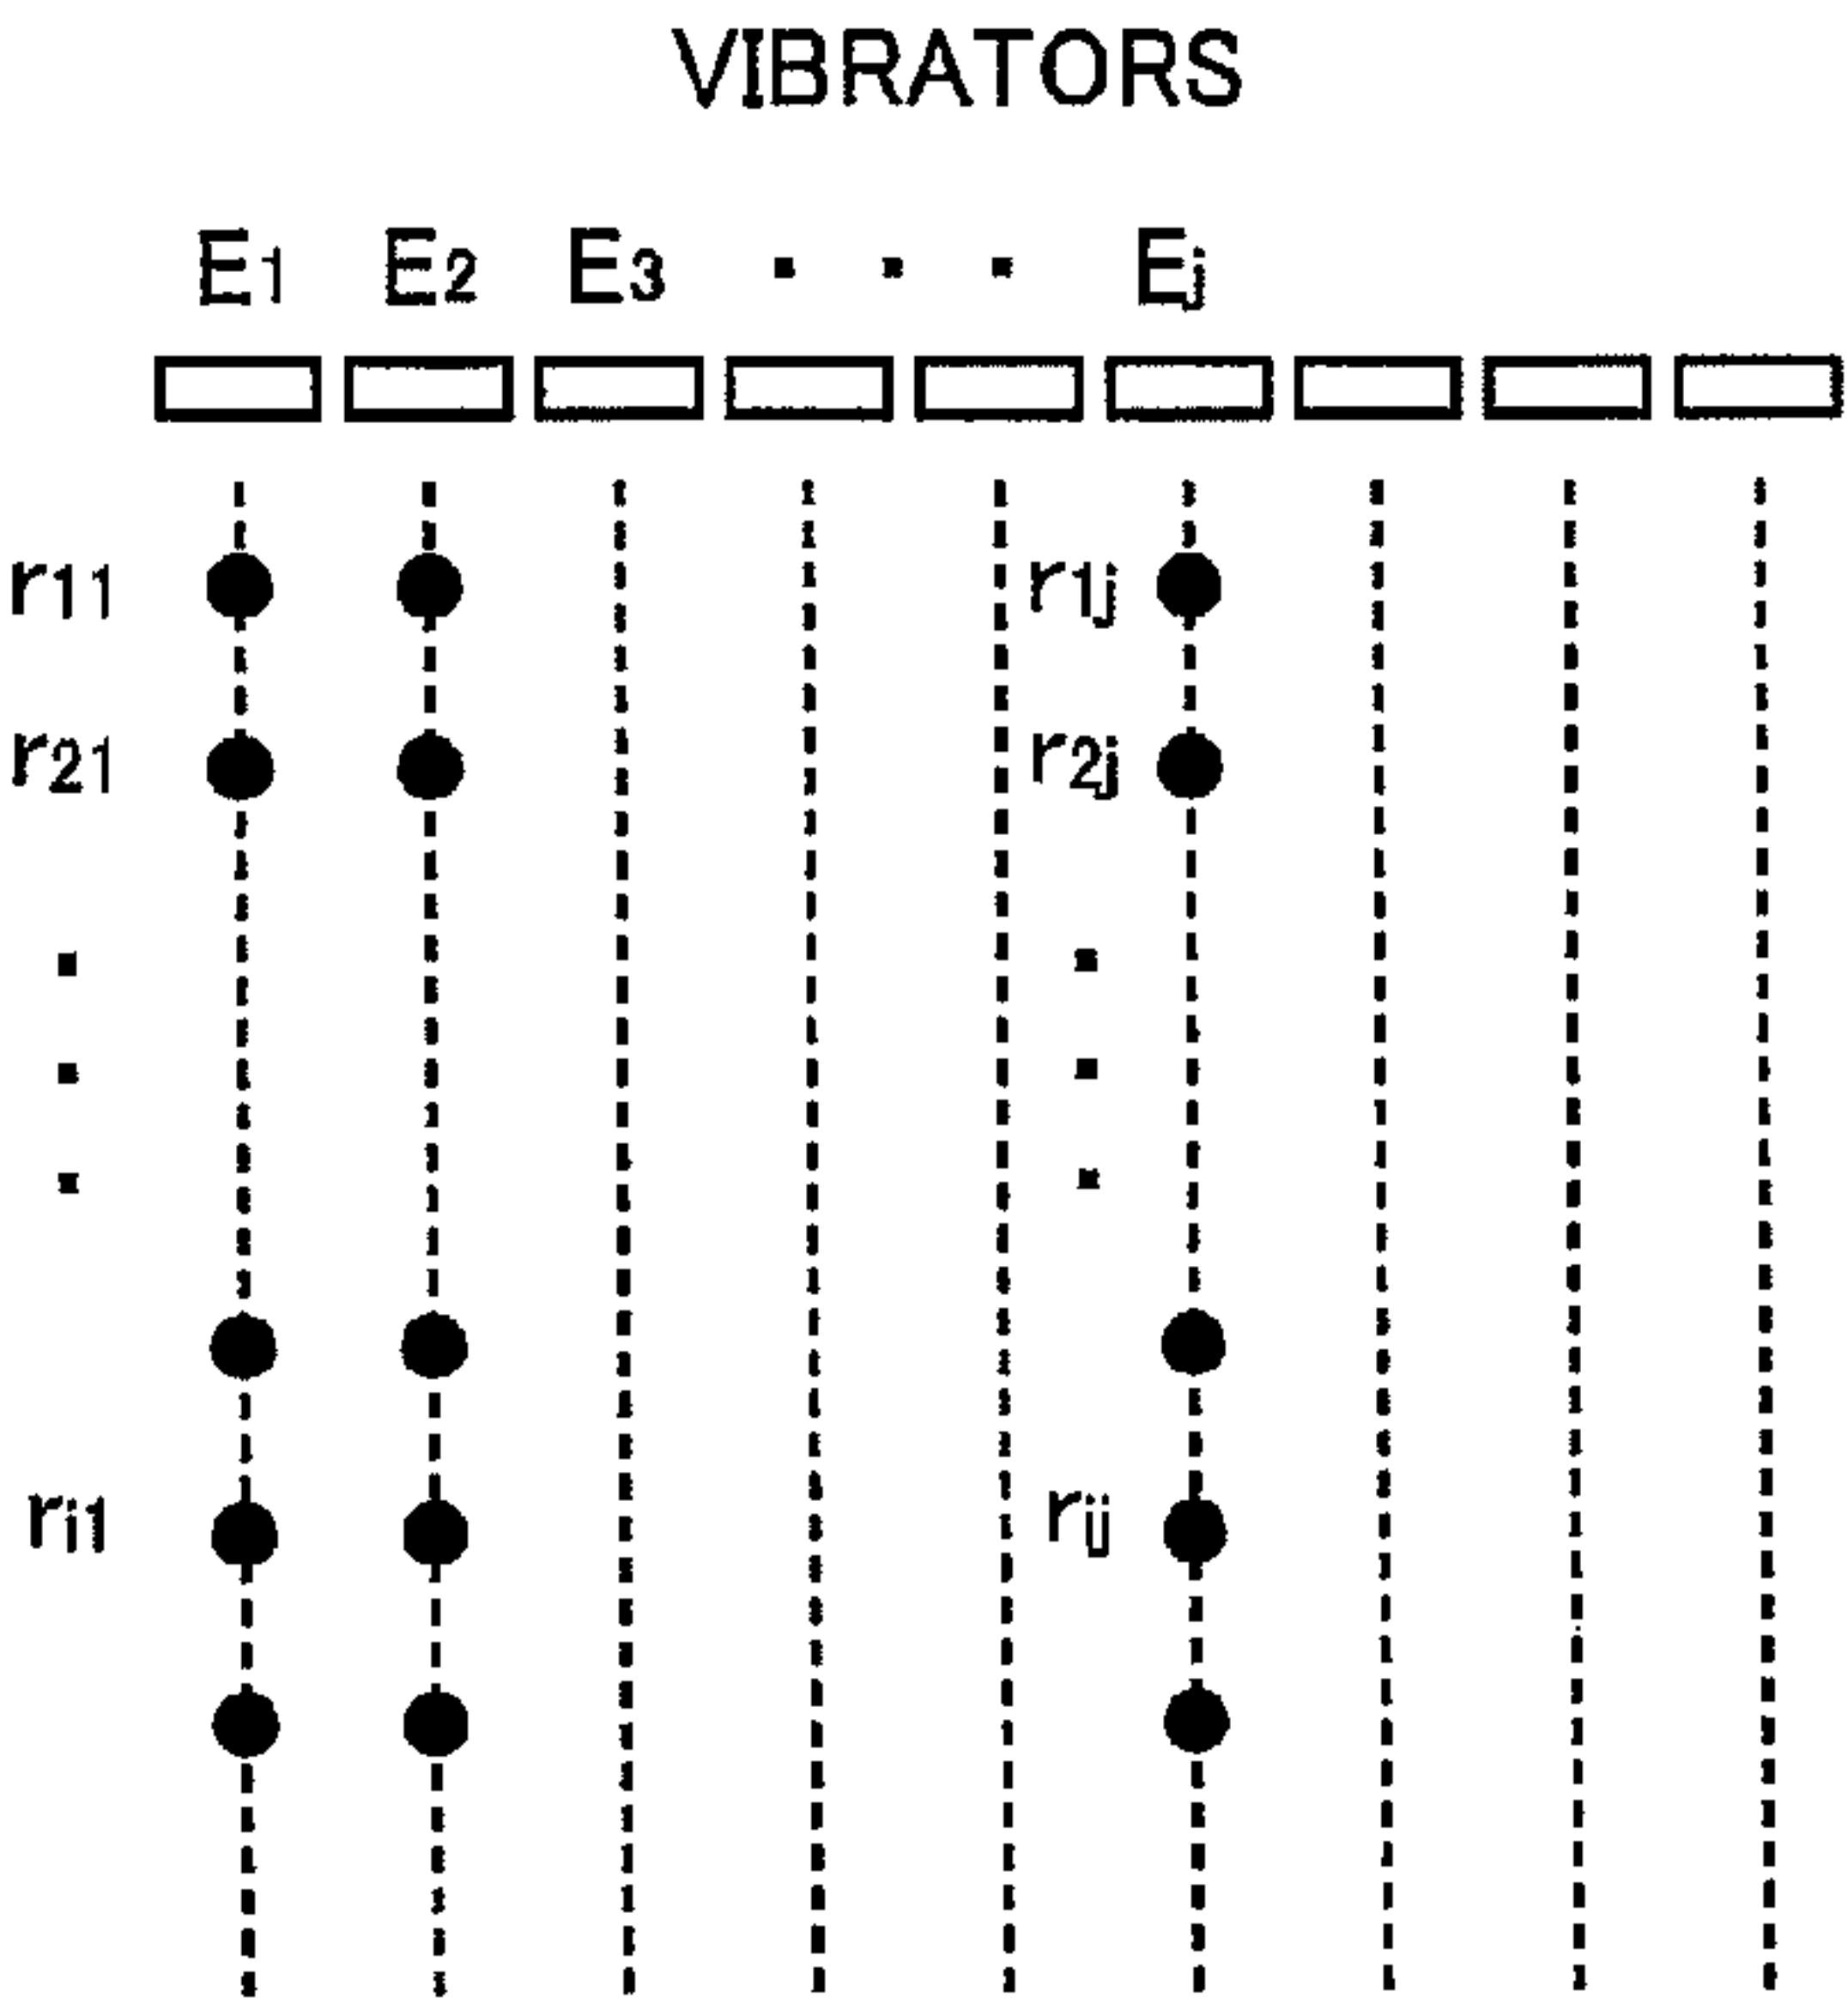 VIBRATORS
E1 E2 E3 . . . Ej
r11 r1j
r21 r2j
. .
. .
. .
ri1 rij